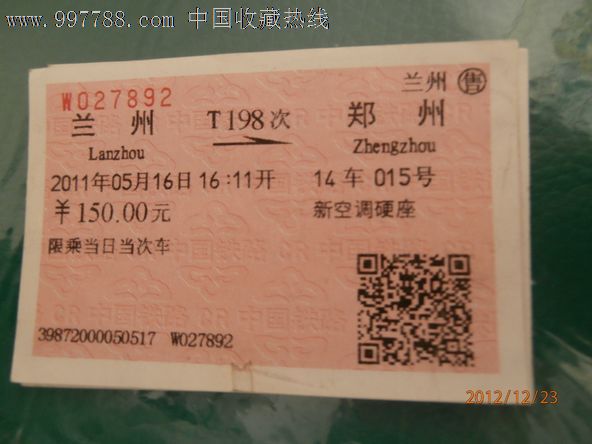 www.997788.com 中国收藏热线
W027892
兰州 售
兰州 T198次 郑州
Lanzhou Zhengzhou
2011年05月16日16:11开 14车 015号
￥150.00元 新空调硬座
限乘当日当次车
39872000050517 W027892
2012/12/23